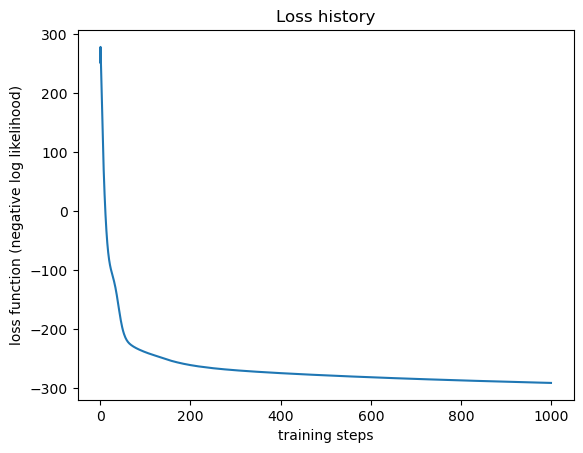 Loss history
loss function (negative log likelihood)
300
200
100
0
−100
−200
−300
0 200 400 600 800 1000
training steps